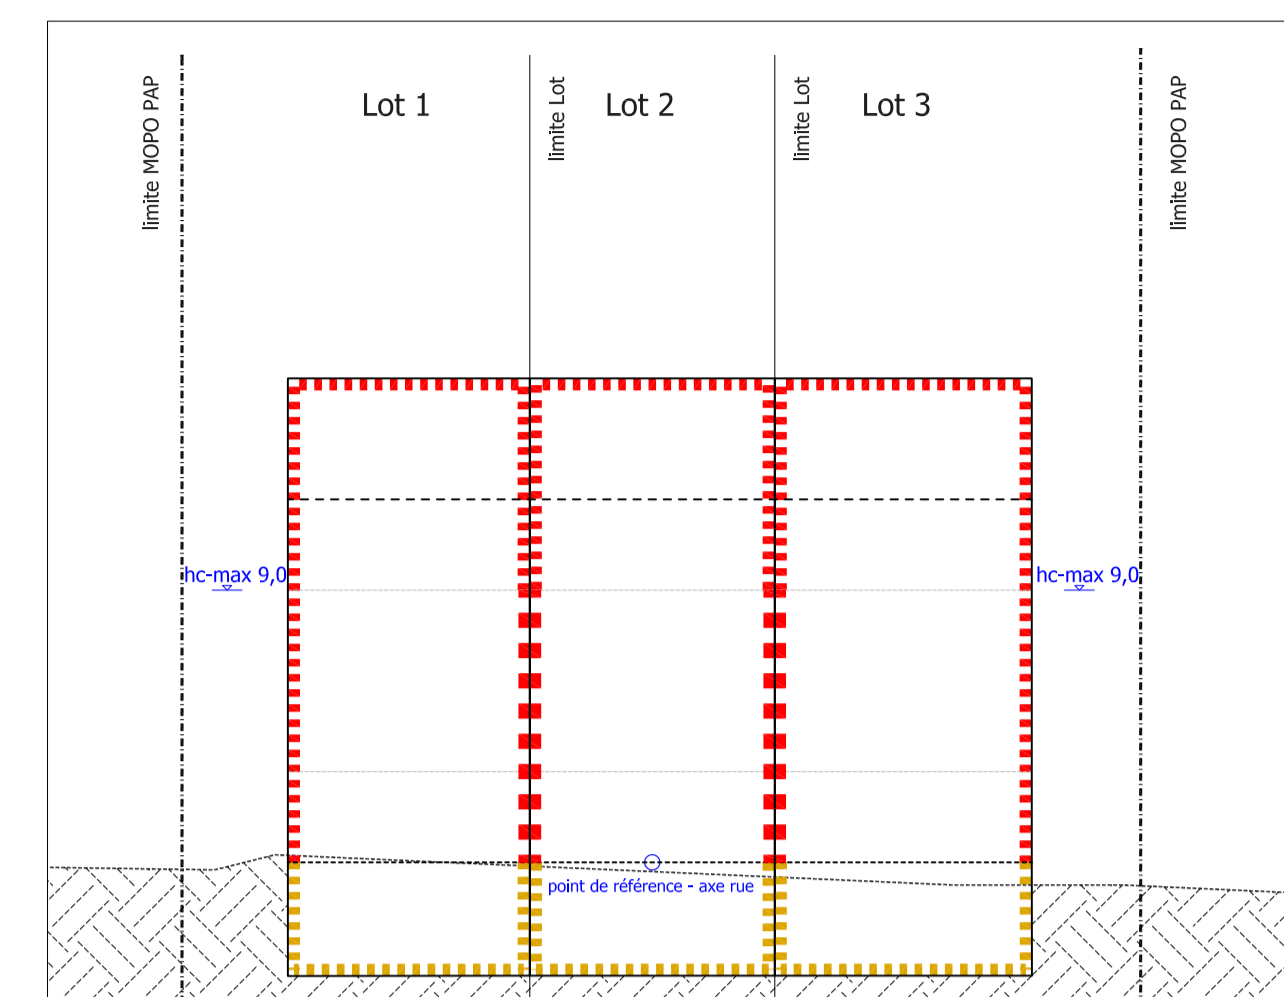 limite MOPO PAP
Lot 1
limite Lot
Lot 2
limite Lot
Lot 3
limite MOPO PAP
hc-max 9,0
hc-max 9,0
point de référence - axe rue